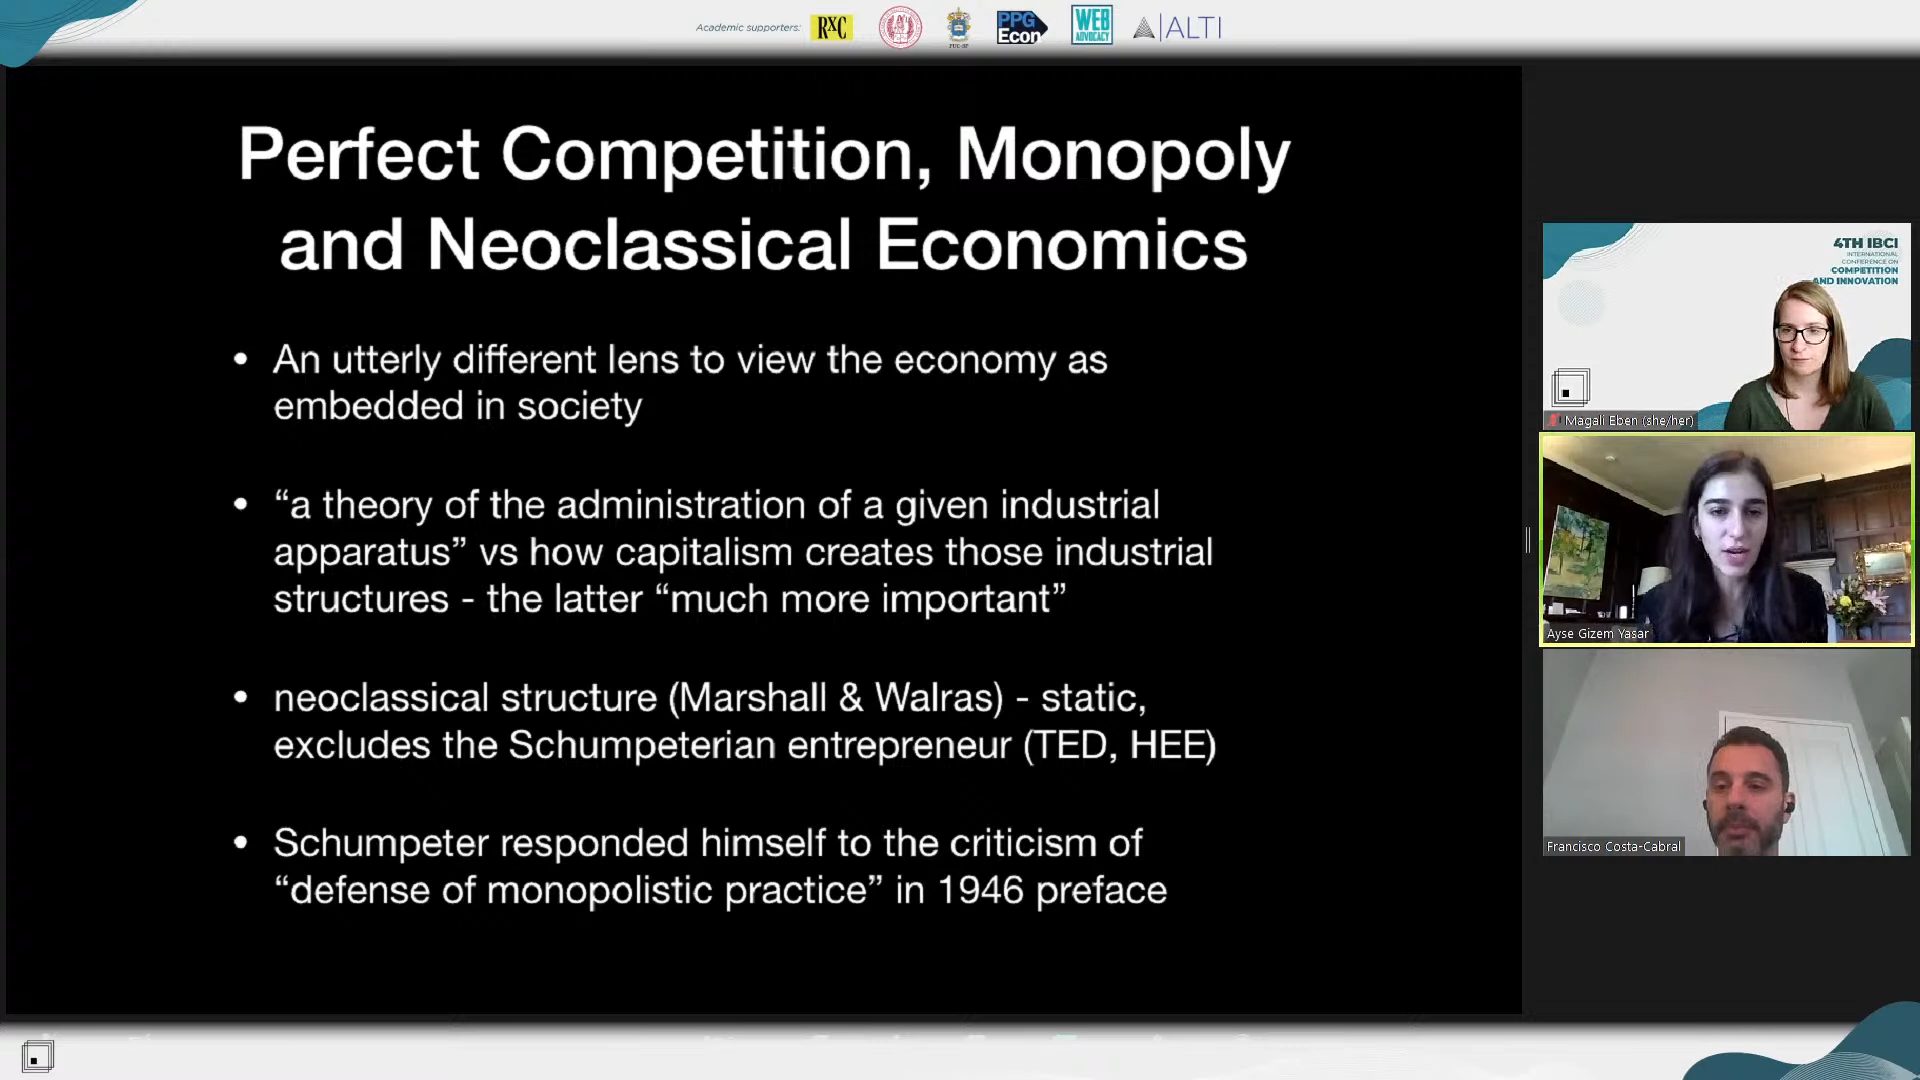 Academic supporters:
RXC
PUC-SP
PPG
Econ
WEB
ADVOCACY
ALTI
Perfect Competition, Monopoly
and Neoclassical Economics
• An utterly different lens to view the economy as
embedded in society
• “a theory of the administration of a given industrial
apparatus” vs how capitalism creates those industrial
structures - the latter “much more important”
• neoclassical structure (Marshall & Walras) - static,
excludes the Schumpeterian entrepreneur (TED, HEE)
• Schumpeter responded himself to the criticism of
“defense of monopolistic practice” in 1946 preface
4TH IBCI
INTERNATIONAL
CONFERENCE ON
COMPETITION
AND INNOVATION
Magali Eben (she/her)
Ayse Gizem Yasar
Francisco Costa-Cabral